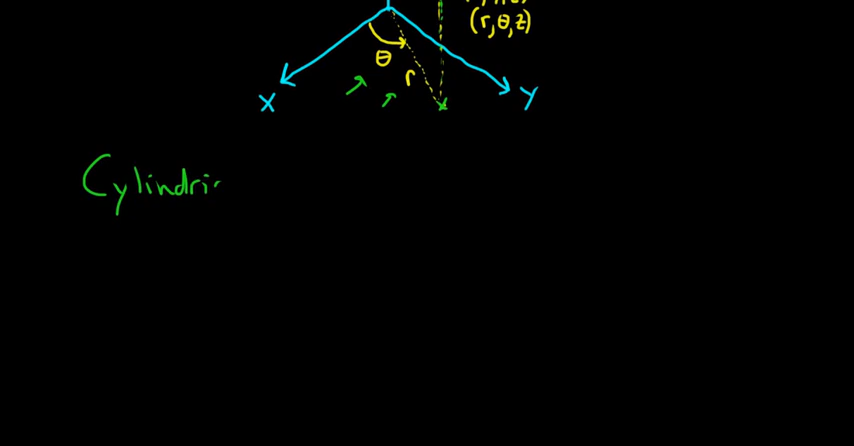 (r, θ, z)
θ
r
X
Y
Cylindri